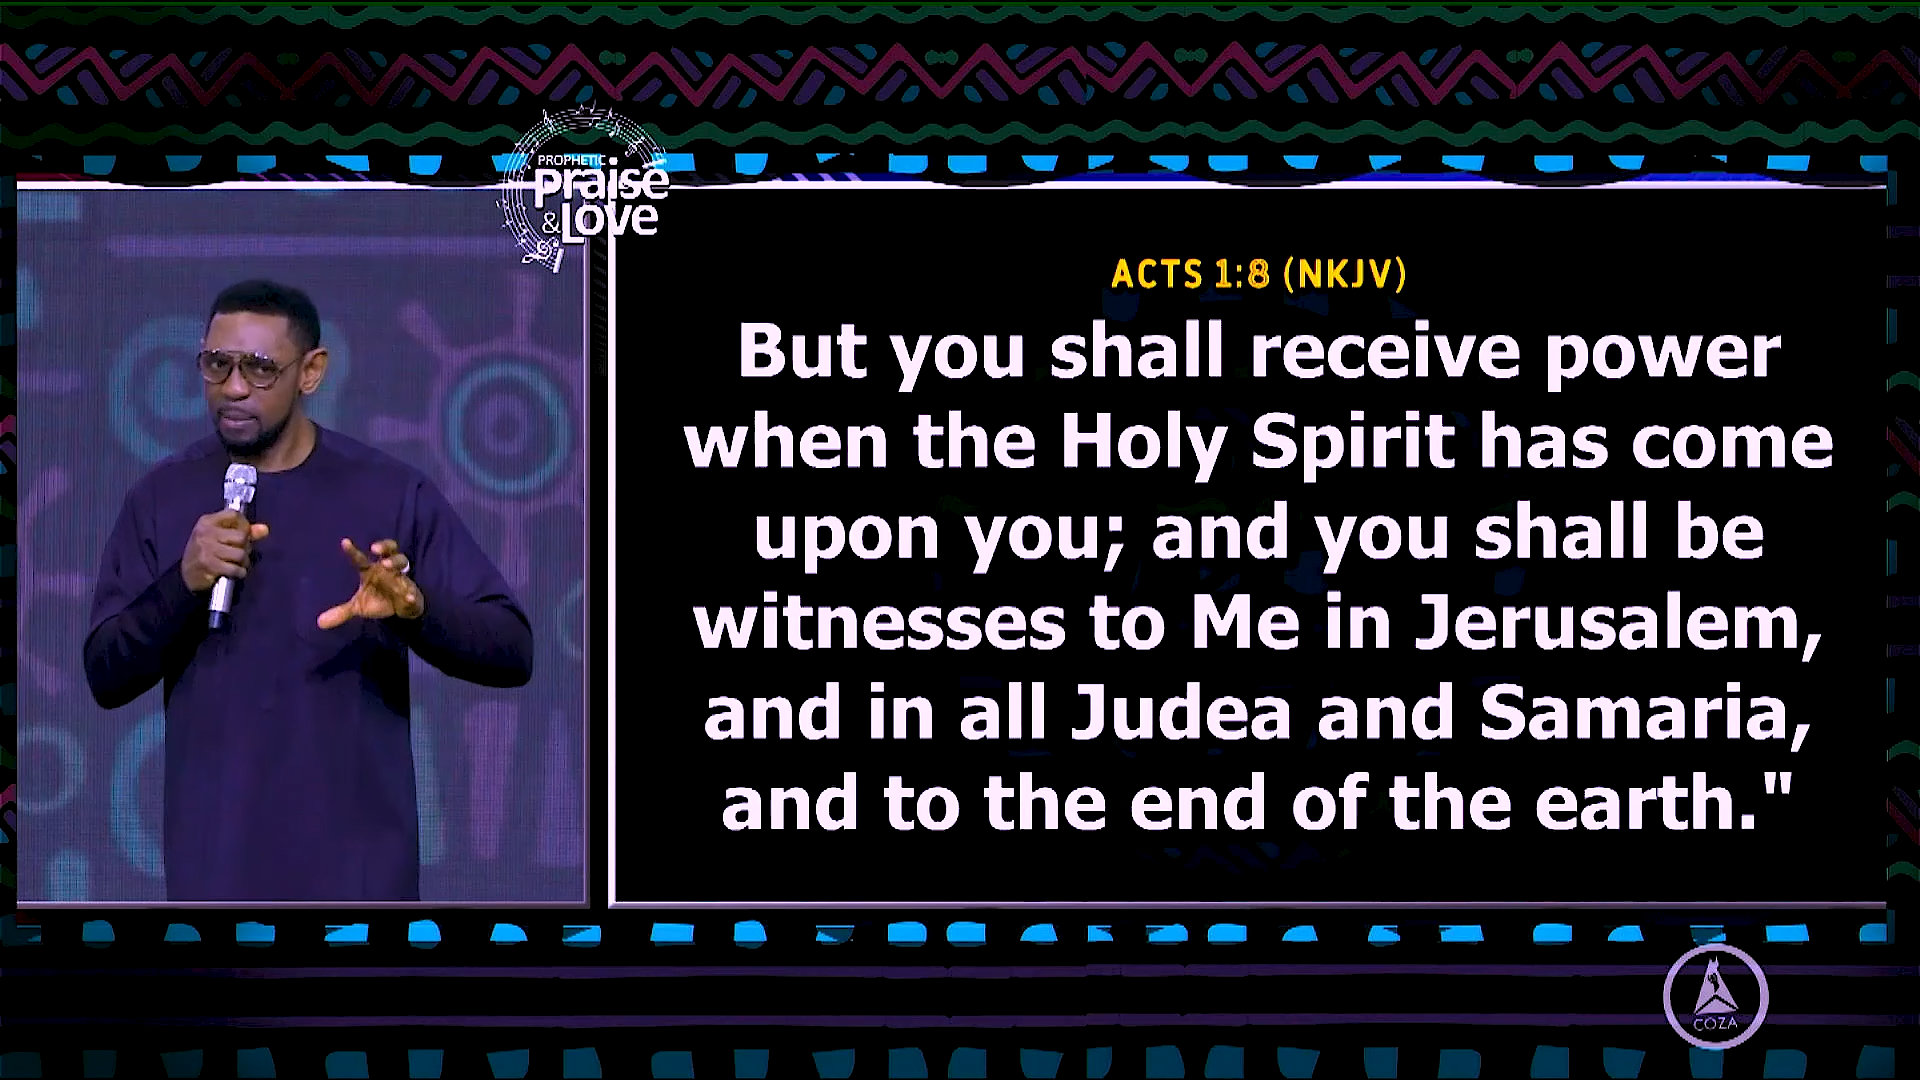 PROPHETIC
Praise
&Love
ACTS 1:8 (NKJV)
But you shall receive power
when the Holy Spirit has come
upon you; and you shall be
witnesses to Me in Jerusalem,
and in all Judea and Samaria,
and to the end of the earth."
COZA